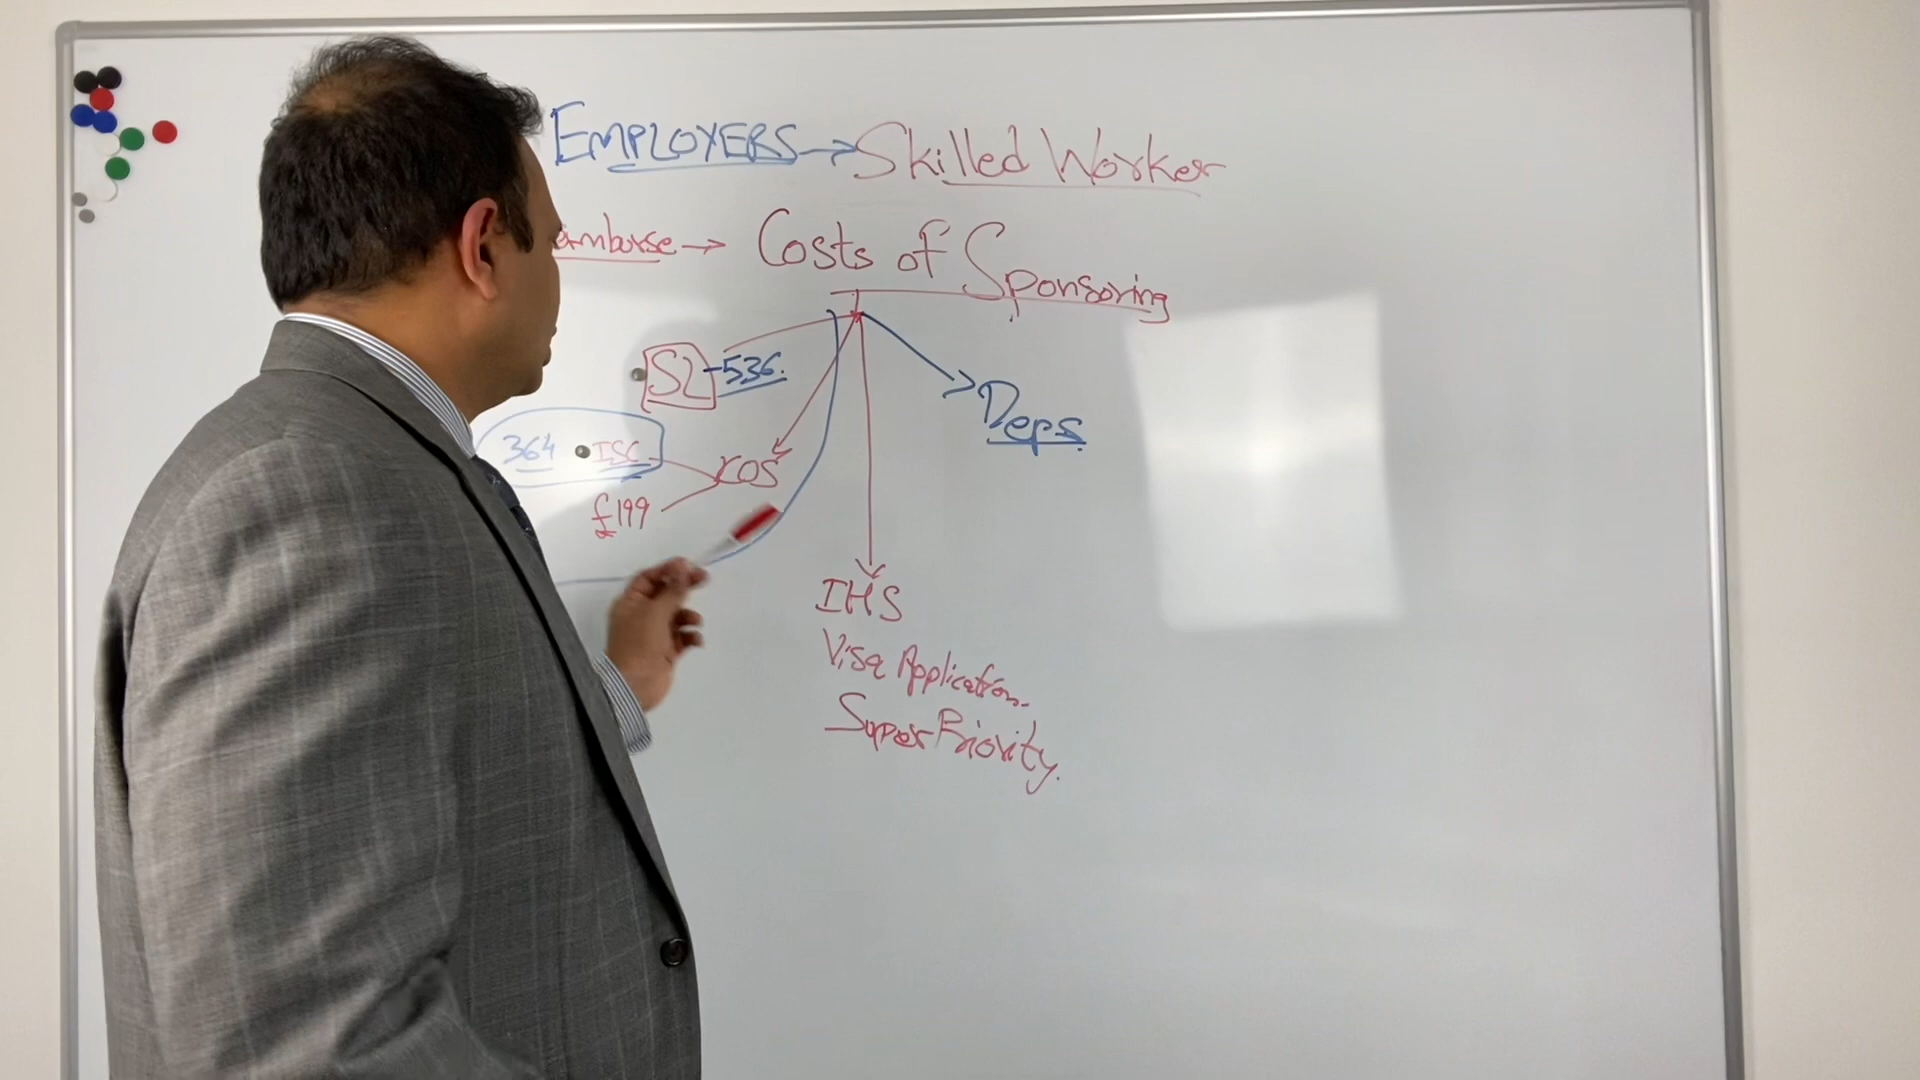 EMPLOYERS → Skilled Worker
→ Costs of Sponsoring
SL - 536.
Deps.
364 ISC
COS
£199
IHS
Visa Application.
Super Priority.